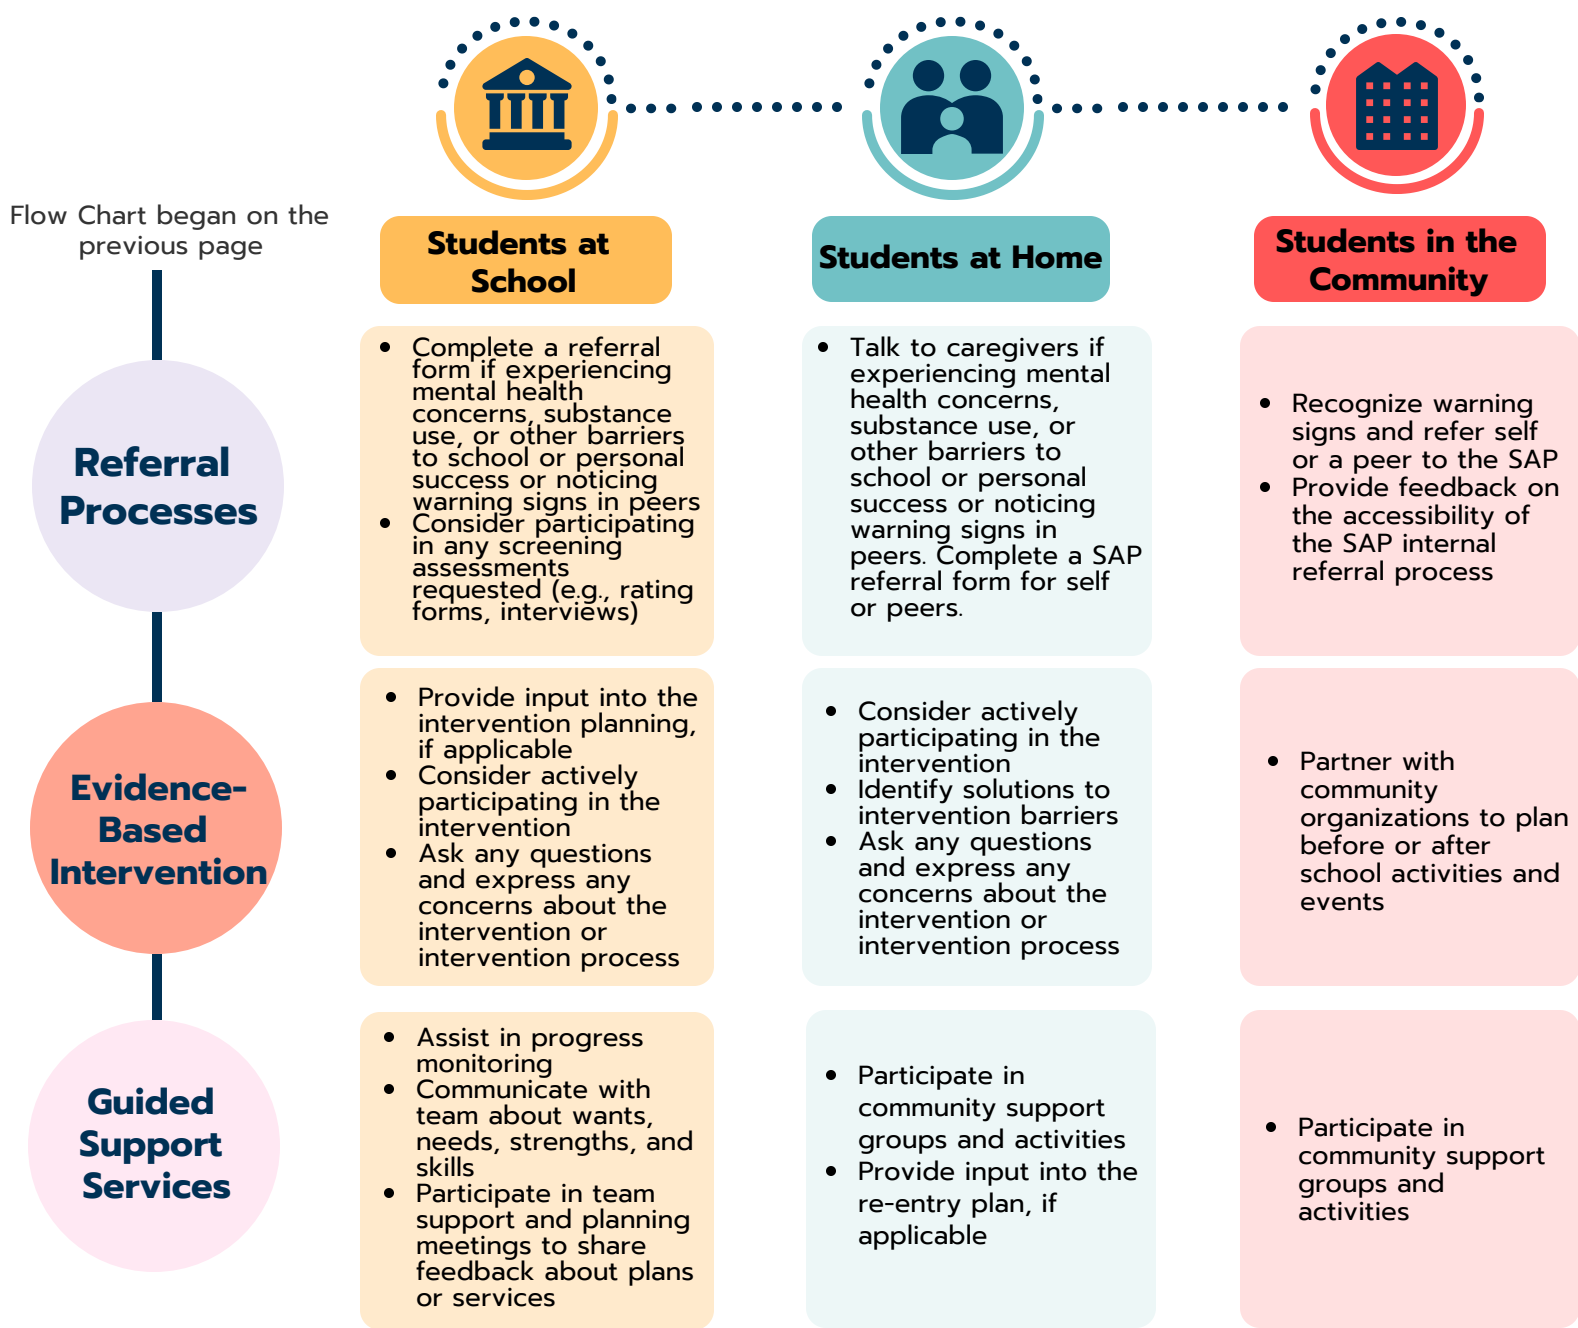 Flow Chart began on the
previous page
Students at
School
Students at Home
Students in the
Community
Referral
Processes
• Complete a referral
form if experiencing
mental health
concerns, substance
use, or other barriers
to school or personal
success or noticing
warning signs in peers
• Consider participating
in any screening
assessments
requested (e.g., rating
forms, interviews)
• Talk to caregivers if
experiencing mental
health concerns,
substance use, or
other barriers to
school or personal
success or noticing
warning signs in
peers. Complete a SAP
referral form for self
or peers.
• Recognize warning
signs and refer self
or a peer to the SAP
• Provide feedback on
the accessibility of
the SAP internal
referral process
Evidence-
Based
Intervention
• Provide input into the
intervention planning,
if applicable
• Consider actively
participating in the
intervention
• Ask any questions
and express any
concerns about the
intervention or
intervention process
• Consider actively
participating in the
intervention
• Identify solutions to
intervention barriers
• Ask any questions
and express any
concerns about the
intervention or
intervention process
• Partner with
community
organizations to plan
before or after
school activities and
events
Guided
Support
Services
• Assist in progress
monitoring
• Communicate with
team about wants,
needs, strengths, and
skills
• Participate in team
support and planning
meetings to share
feedback about plans
or services
• Participate in
community support
groups and activities
• Provide input into the
re-entry plan, if
applicable
• Participate in
community support
groups and
activities